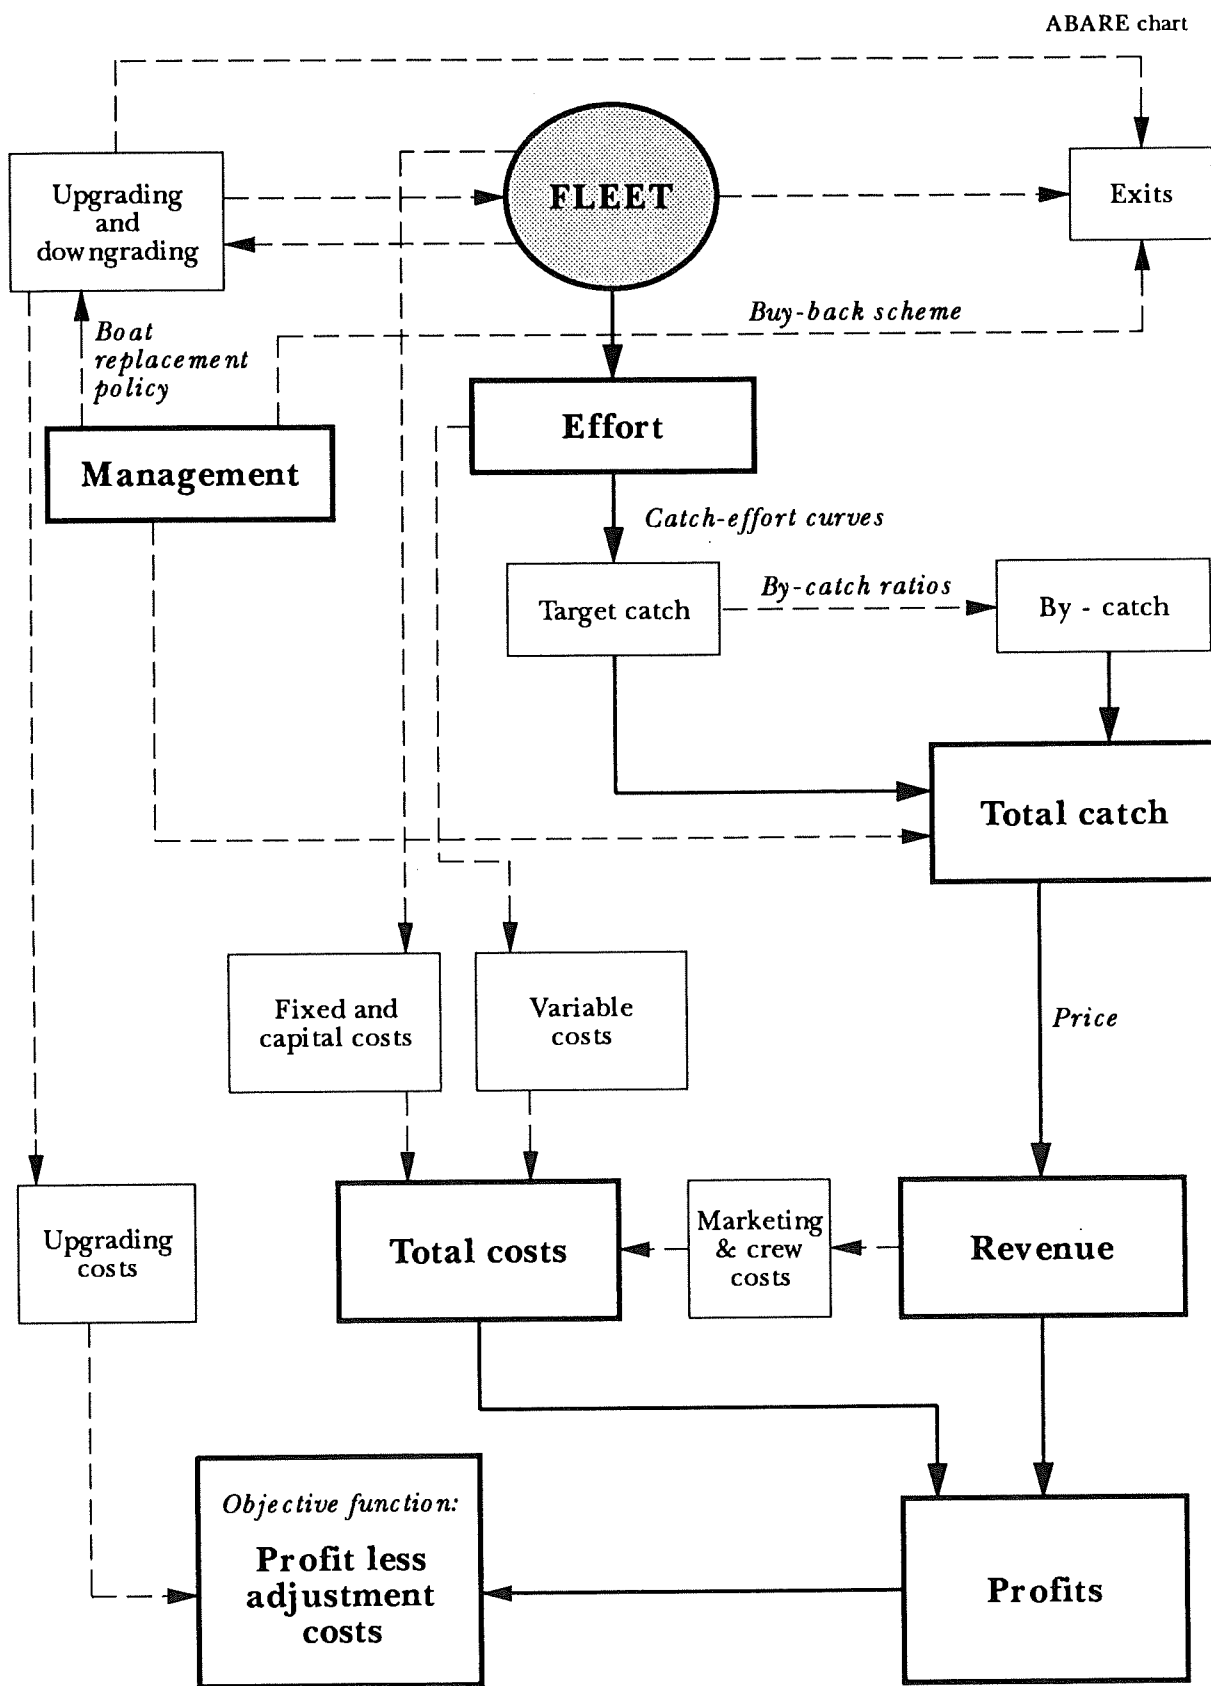 ABARE chart
Upgrading
and
downgrading
FLEET
Exits
Boat
replacement
policy
Buy-back scheme
Management
Effort
Catch-effort curves
Target catch
By-catch ratios
By - catch
Total catch
Fixed and
capital costs
Variable
costs
Price
Upgrading
costs
Total costs
Marketing
& crew
costs
Revenue
Objective function:
Profit less
adjustment
costs
Profits